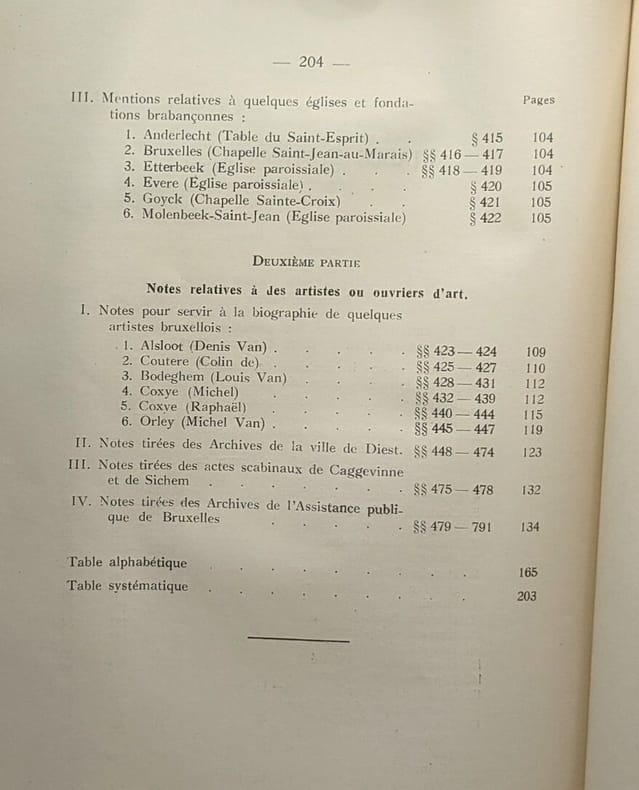 — 204 —
III. Mentions relatives à quelques églises et fonda- Pages
tions brabançonnes :
1. Anderlecht (Table du Saint-Esprit) . . § 415 104
2. Bruxelles (Chapelle Saint-Jean-au-Marais) §§ 416 — 417 104
3. Etterbeek (Eglise paroissiale) . . . §§ 418 — 419 104
4. Evere (Eglise paroissiale) . . . . § 420 105
5. Goyck (Chapelle Sainte-Croix) . . § 421 105
6. Molenbeek-Saint-Jean (Eglise paroissiale) § 422 105
DEUXIÈME PARTIE
Notes relatives à des artistes ou ouvriers d'art.
I. Notes pour servir à la biographie de quelques
artistes bruxellois :
1. Alsloot (Denis Van) . . . . . §§ 423 — 424 109
2. Coutere (Colin de) . . . . . §§ 425 — 427 110
3. Bodeghem (Louis Van) . . . . §§ 428 — 431 112
4. Coxye (Michel) . . . . . §§ 432 — 439 112
5. Coxye (Raphaël) . . . . . §§ 440 — 444 115
6. Orley (Michel Van) . . . . . §§ 445 — 447 119
II. Notes tirées des Archives de la ville de Diest. §§ 448 — 474 123
III. Notes tirées des actes scabinaux de Caggevinne
et de Sichem . . . . . . . §§ 475 — 478 132
IV. Notes tirées des Archives de l'Assistance publi-
que de Bruxelles . . . . . §§ 479 — 791 134
Table alphabétique . . . . . . . . 165
Table systématique . . . . . . . . 203